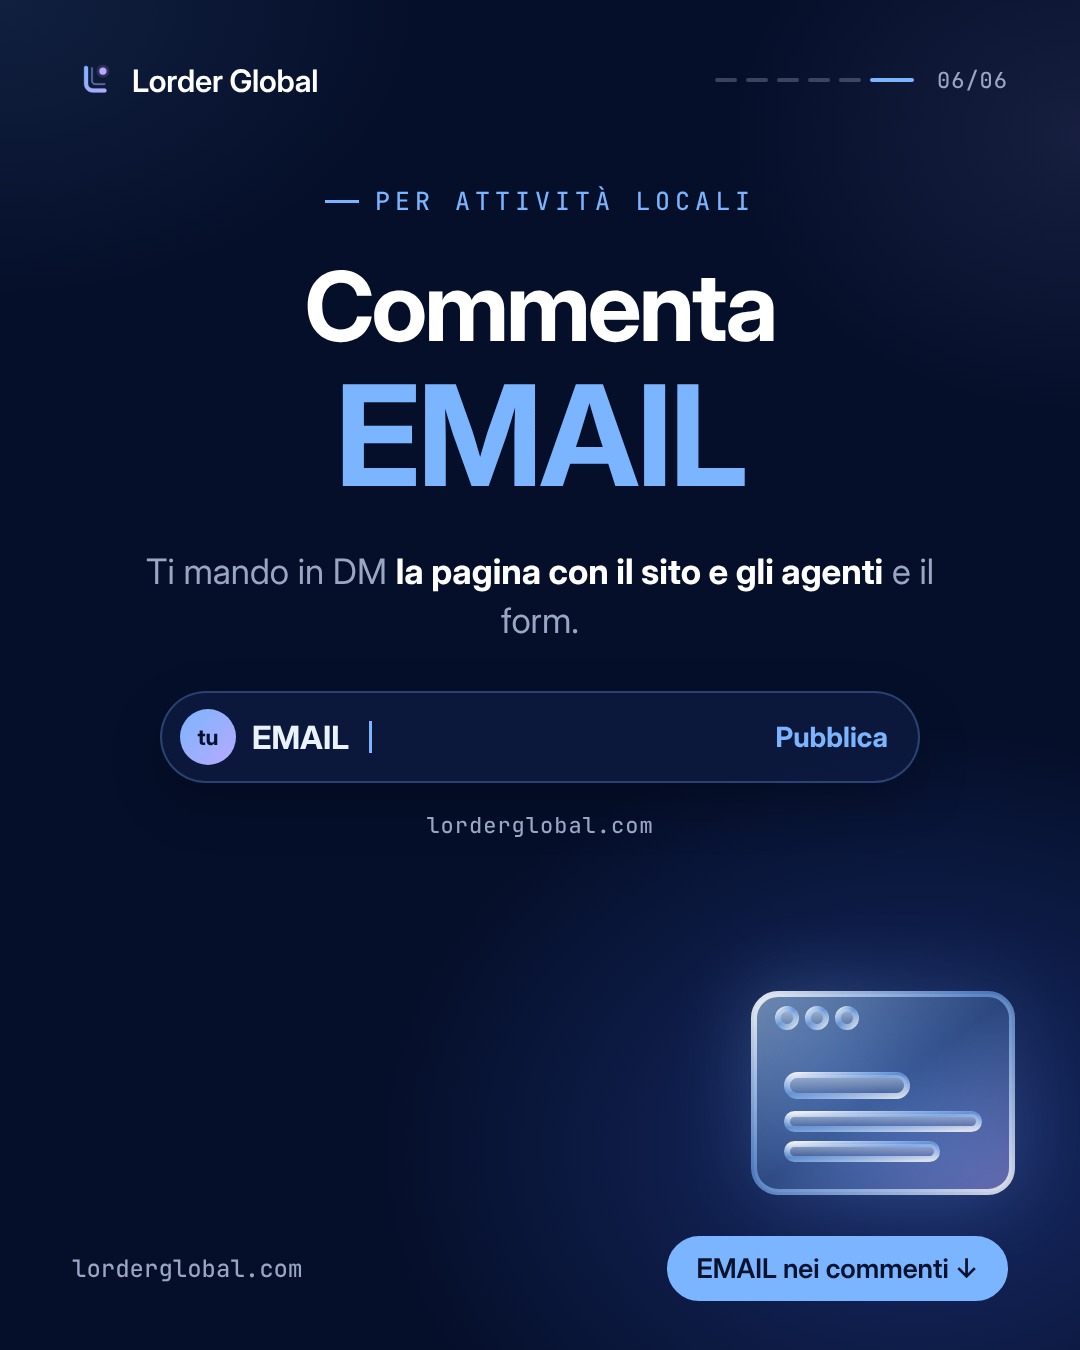 Lorder Global
06/06
PER ATTIVITÀ LOCALI
Commenta
EMAIL
Ti mando in DM la pagina con il sito e gli agenti e il
form.
tu EMAIL Pubblica
lorderglobal.com
lorderglobal.com
EMAIL nei commenti ↓